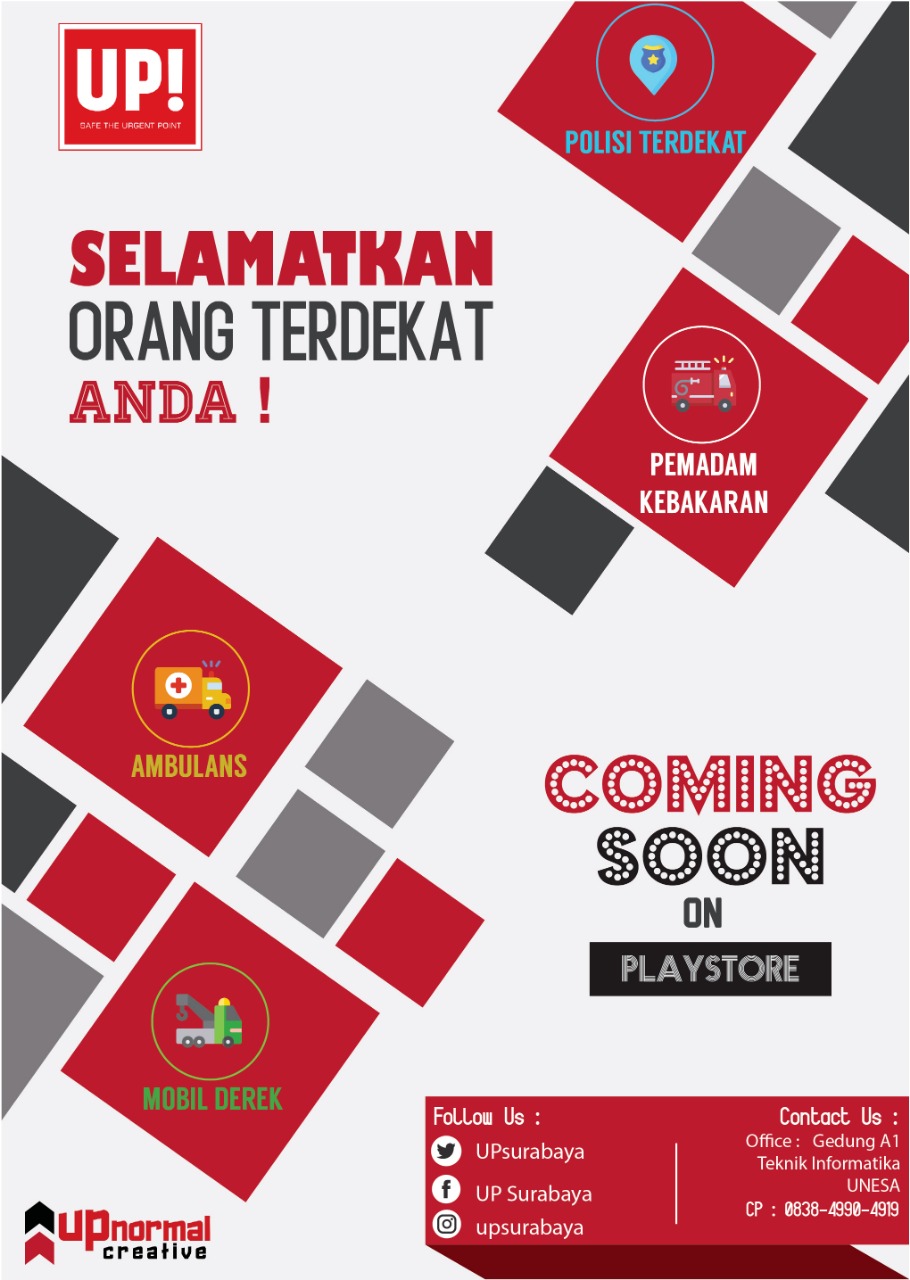 UP!
SAFE THE URGENT POINT
POLISI TERDEKAT
SELAMATKAN
ORANG TERDEKAT
ANDA !
PEMADAM
KEBAKARAN
AMBULANS
COMING
SOON
ON
PLAYSTORE
MOBIL DEREK
Follow Us :
UPsurabaya
UP Surabaya
upsurabaya
Contact Us :
Office : Gedung A1
Teknik Informatika
UNESA
CP : 0838-4990-4919
UPnormal
creative